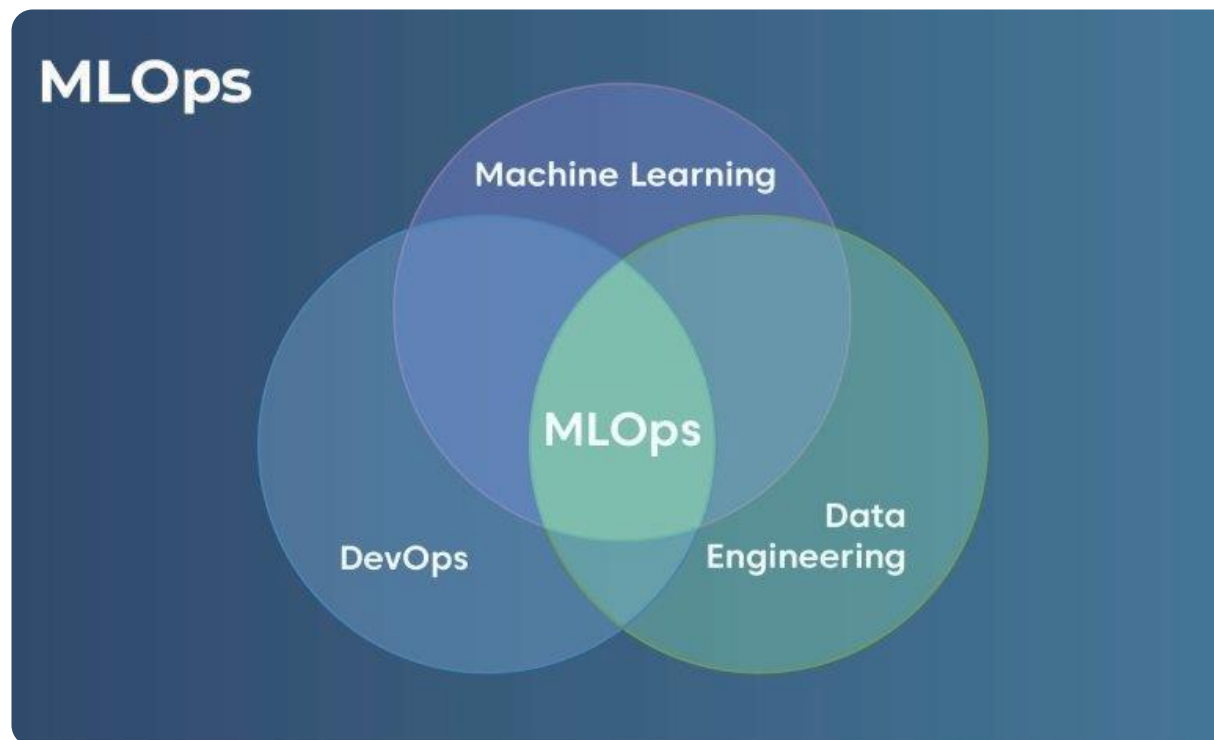 MLOps
Machine Learning
MLOps
DevOps
Data
Engineering